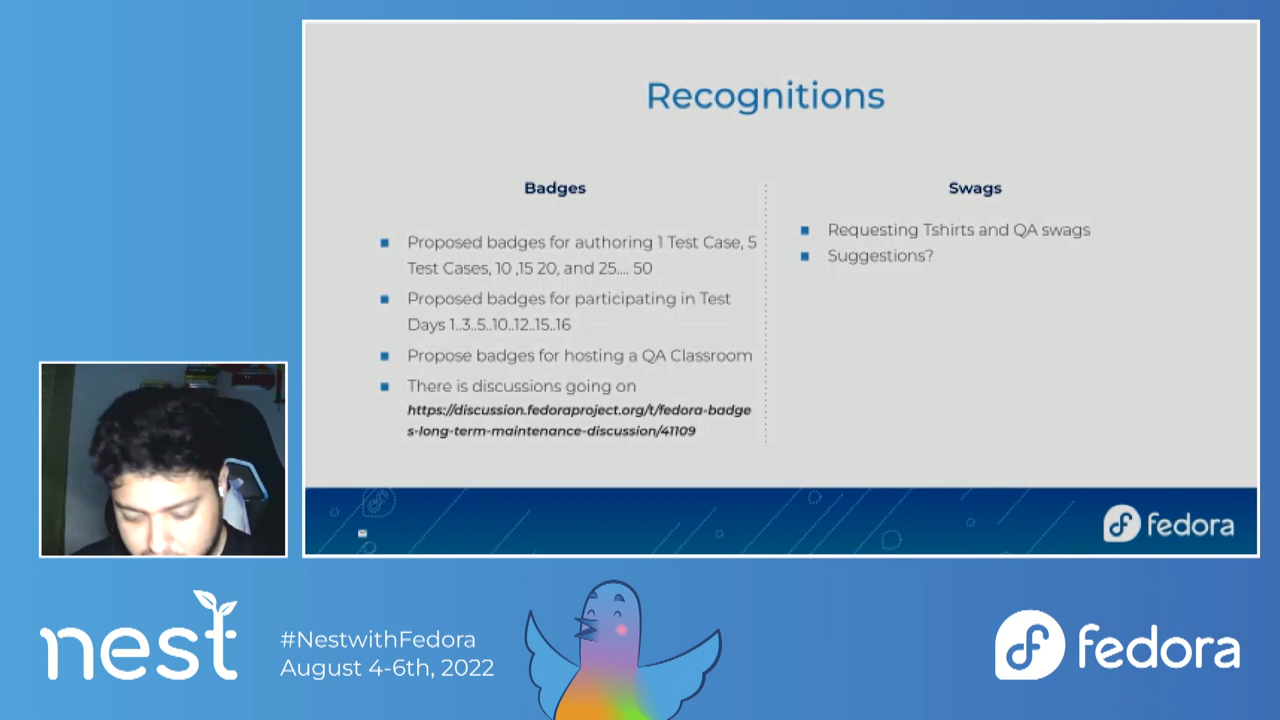 Recognitions
Badges
Proposed badges for authoring 1 Test Case, 5
Test Cases, 10 ,15 20, and 25.... 50
Proposed badges for participating in Test
Days 1..3..5..10..12..15..16
Propose badges for hosting a QA Classroom
There is discussions going on
https://discussion.fedoraproject.org/t/fedora-badge
s-long-term-maintenance-discussion/41109
Swags
Requesting Tshirts and QA swags
Suggestions?
fedora
nest
#NestwithFedora
August 4-6th, 2022
fedora